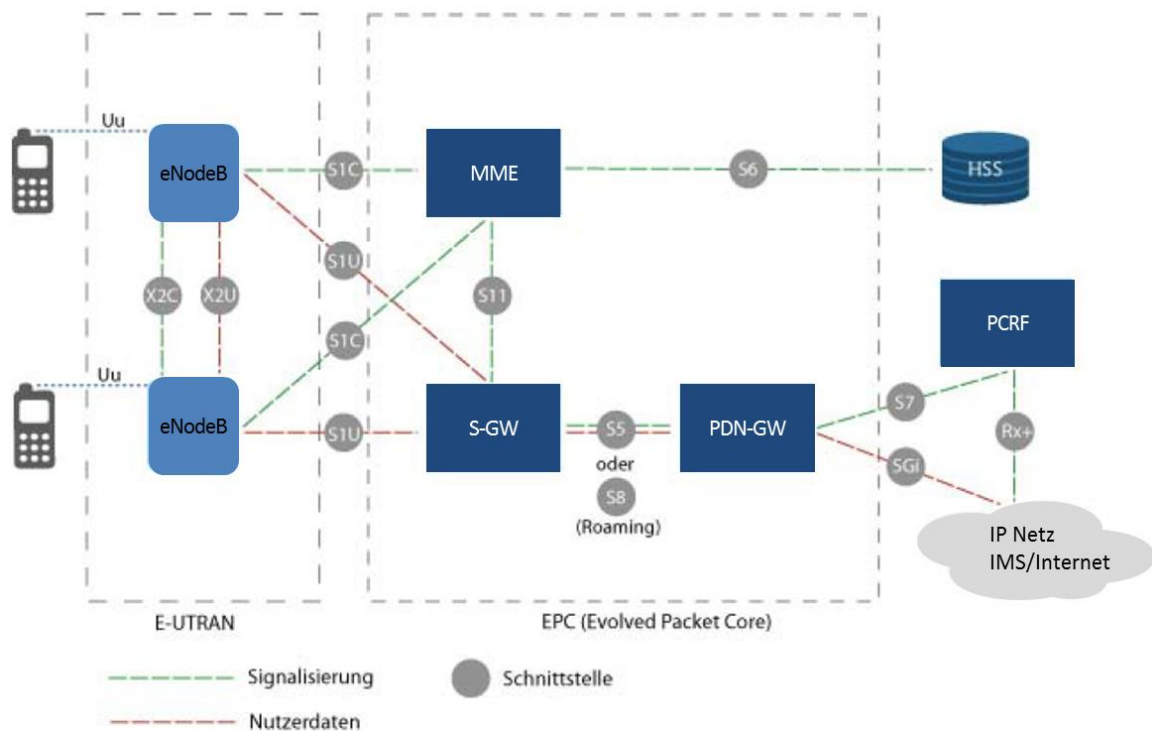 Uu
eNodeB
S1C
MME
S6
HSS
S1U
X2C
X2U
S11
S1C
PCRF
Uu
eNodeB
S1U
S-GW
S5
oder
S8
(Roaming)
PDN-GW
S7
Rx+
SGi
IP Netz
IMS/Internet
E-UTRAN
EPC (Evolved Packet Core)
Signalisierung
Schnittstelle
Nutzerdaten